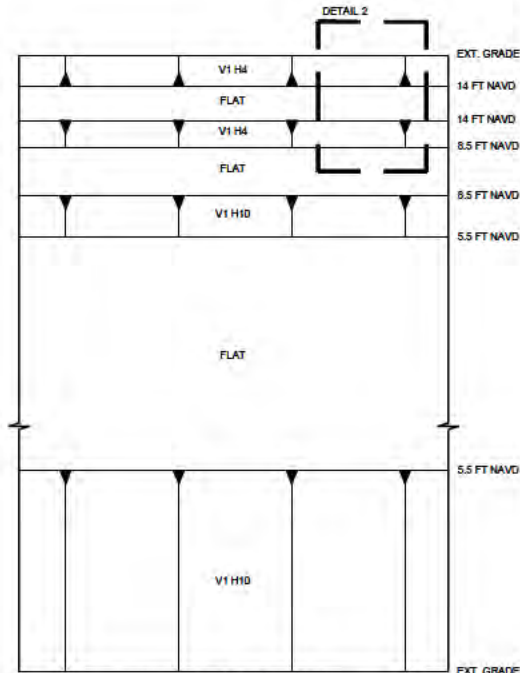 DETAIL 2
EXT. GRADE
V1 H4
14 FT NAVD
FLAT
14 FT NAVD
V1 H4
8.5 FT NAVD
FLAT
8.5 FT NAVD
V1 H10
5.5 FT NAVD
FLAT
5.5 FT NAVD
V1 H10
EXT. GRADE